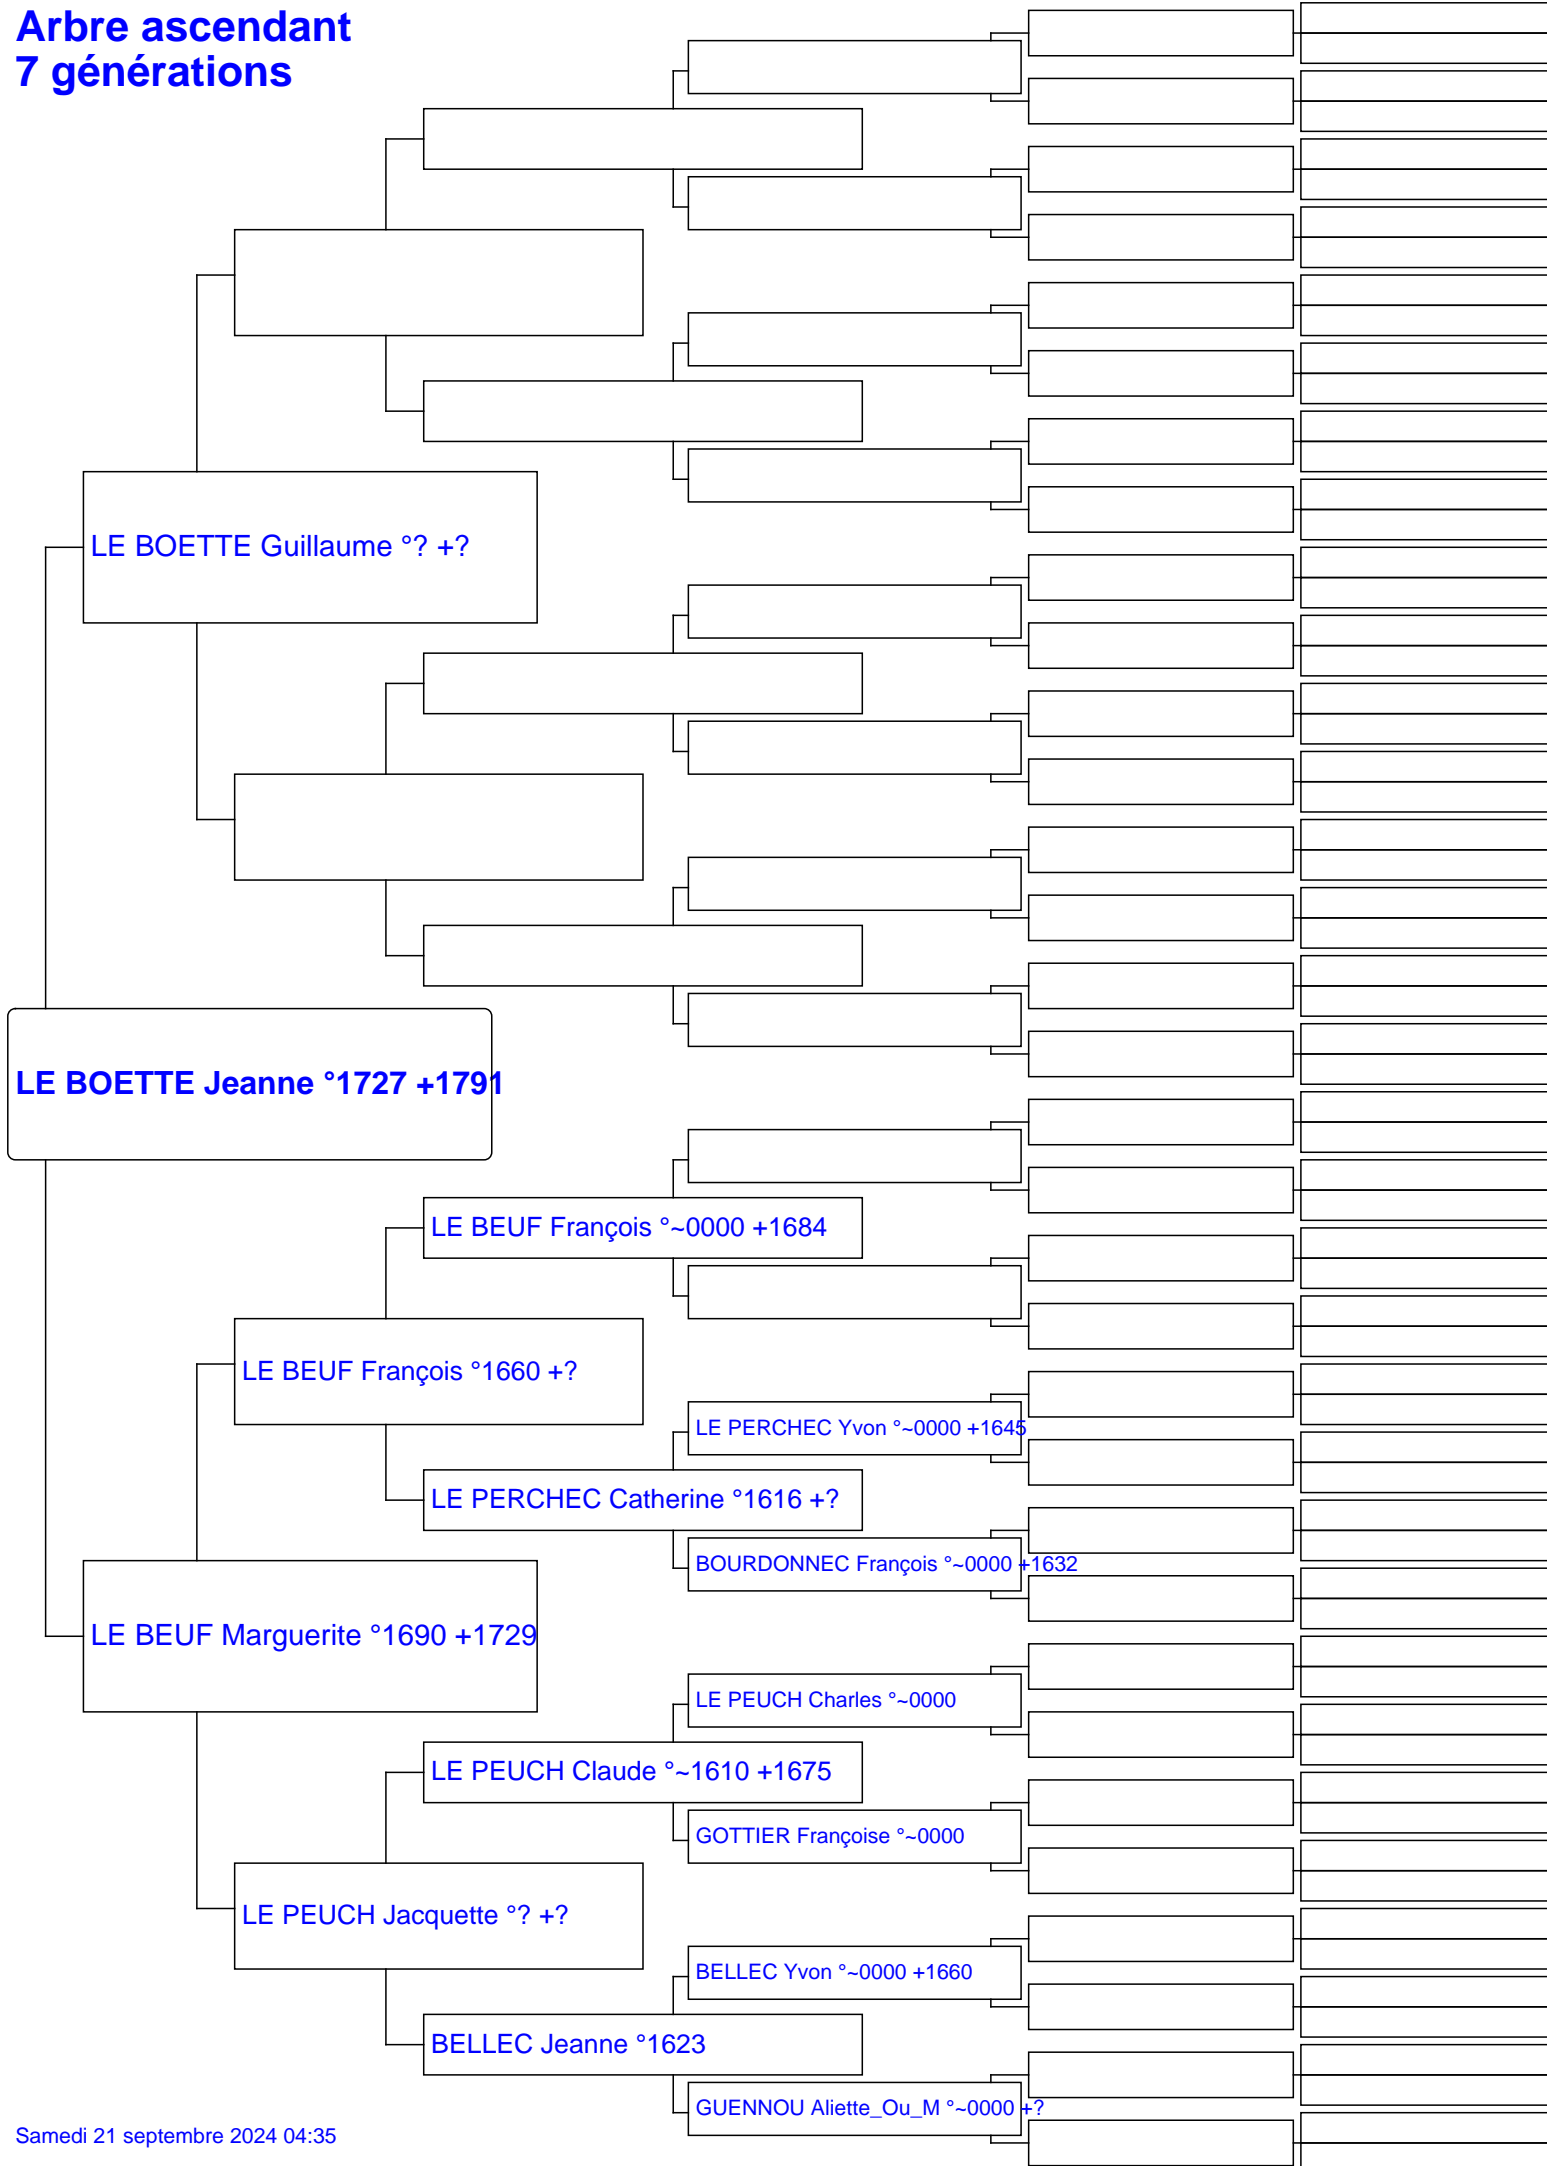 Arbre ascendant
7 générations
LE BOETTE Guillaume °? +?
LE BOETTE Jeanne °1727 +1791
LE BEUF François °~0000 +1684
LE BEUF François °1660 +?
LE PERCHEC Yvon °~0000 +1645
LE PERCHEC Catherine °1616 +?
BOURDONNEC François °~0000 +1632
LE BEUF Marguerite °1690 +1729
LE PEUCH Charles °~0000
LE PEUCH Claude °~1610 +1675
GOTTIER Françoise °~0000
LE PEUCH Jacquette °? +?
BELLEC Yvon °~0000 +1660
BELLEC Jeanne °1623
GUENNOU Aliette_Ou_M °~0000 +?
Samedi 21 septembre 2024 04:35